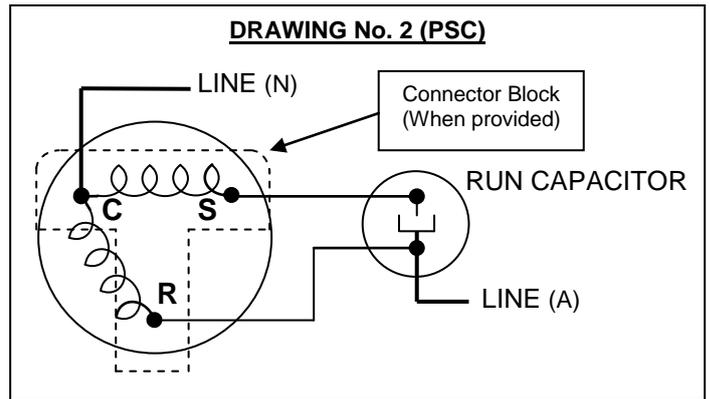 DRAWING No. 2 (PSC)
LINE (N)
Connector Block
(When provided)
RUN CAPACITOR
C
S
R
LINE (A)